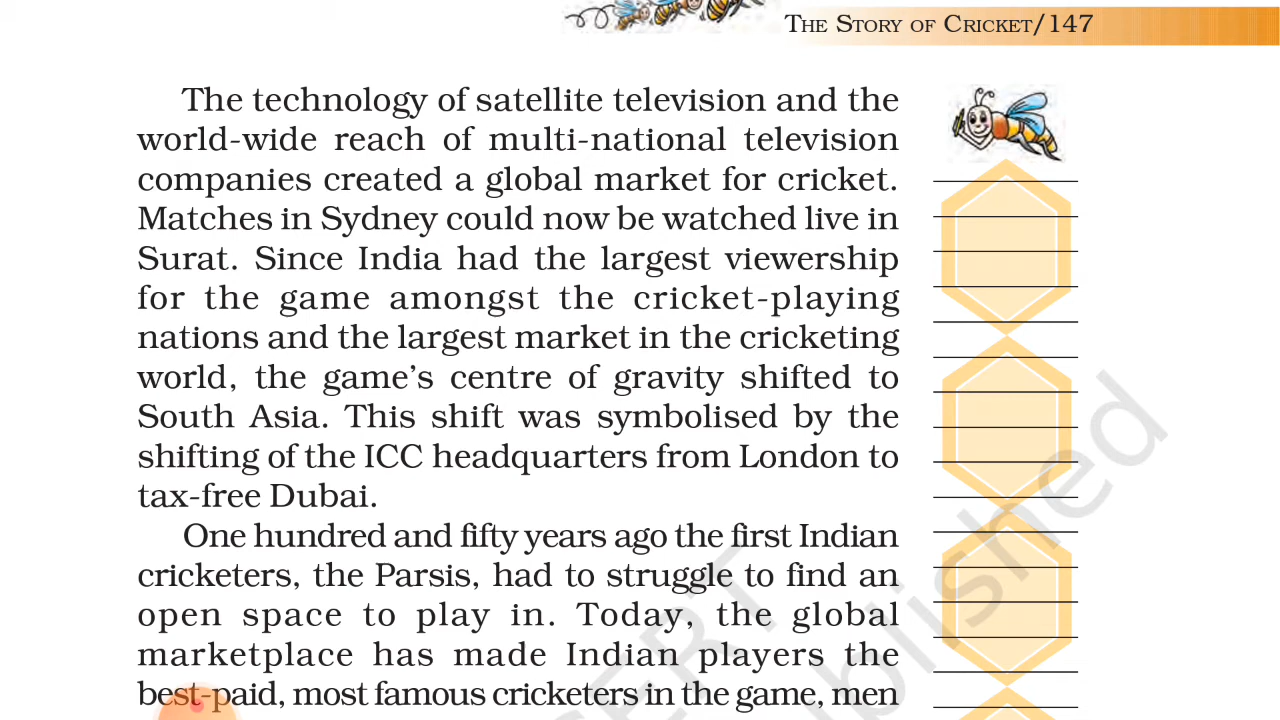 THE STORY OF CRICKET/147
The technology of satellite television and the
world-wide reach of multi-national television
companies created a global market for cricket.
Matches in Sydney could now be watched live in
Surat. Since India had the largest viewership
for the game amongst the cricket-playing
nations and the largest market in the cricketing
world, the game’s centre of gravity shifted to
South Asia. This shift was symbolised by the
shifting of the ICC headquarters from London to
tax-free Dubai.
One hundred and fifty years ago the first Indian
cricketers, the Parsis, had to struggle to find an
open space to play in. Today, the global
marketplace has made Indian players the
best-paid, most famous cricketers in the game, men